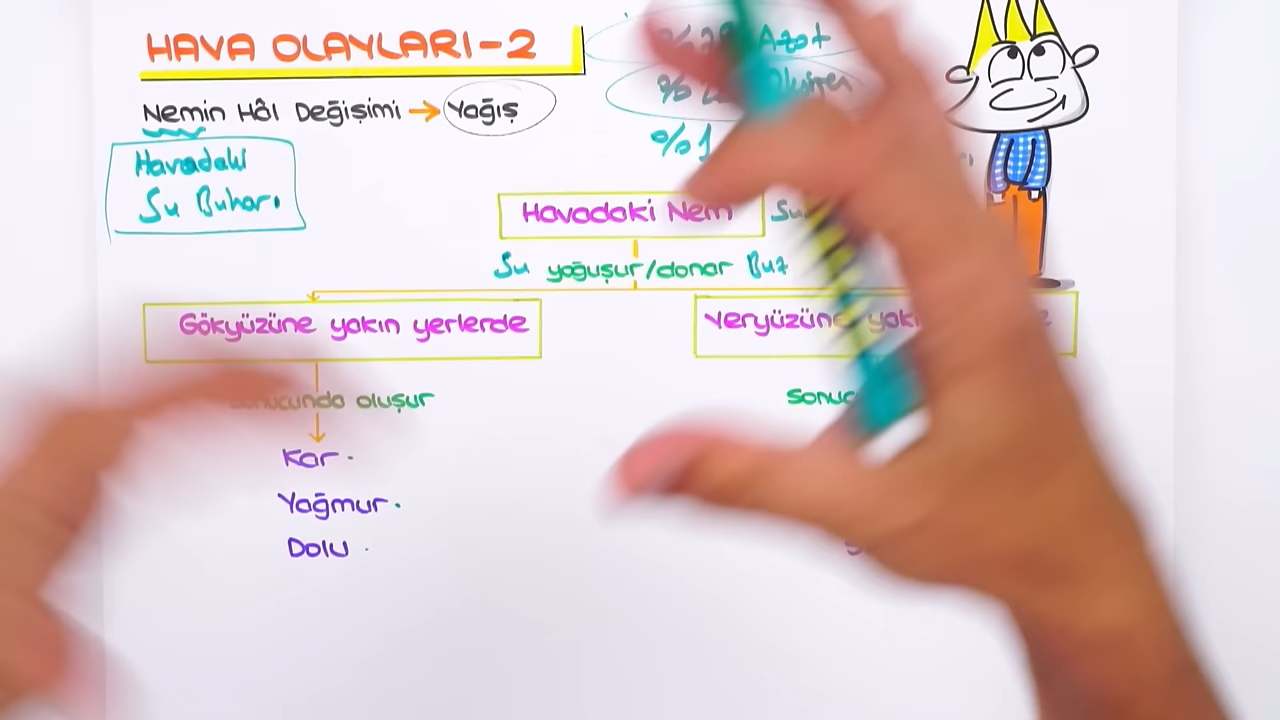 HAVA OLAYLARI-2
Azot
Nemin Hâl Değişimi → Yağış
%1
Havadaki
Su Buharı
Havadaki Nem
Su yoğuşur/donar Buz
Gökyüzüne yakın yerlerde
Yeryüzüne
oluşur
Kar
Yağmur
Dolu